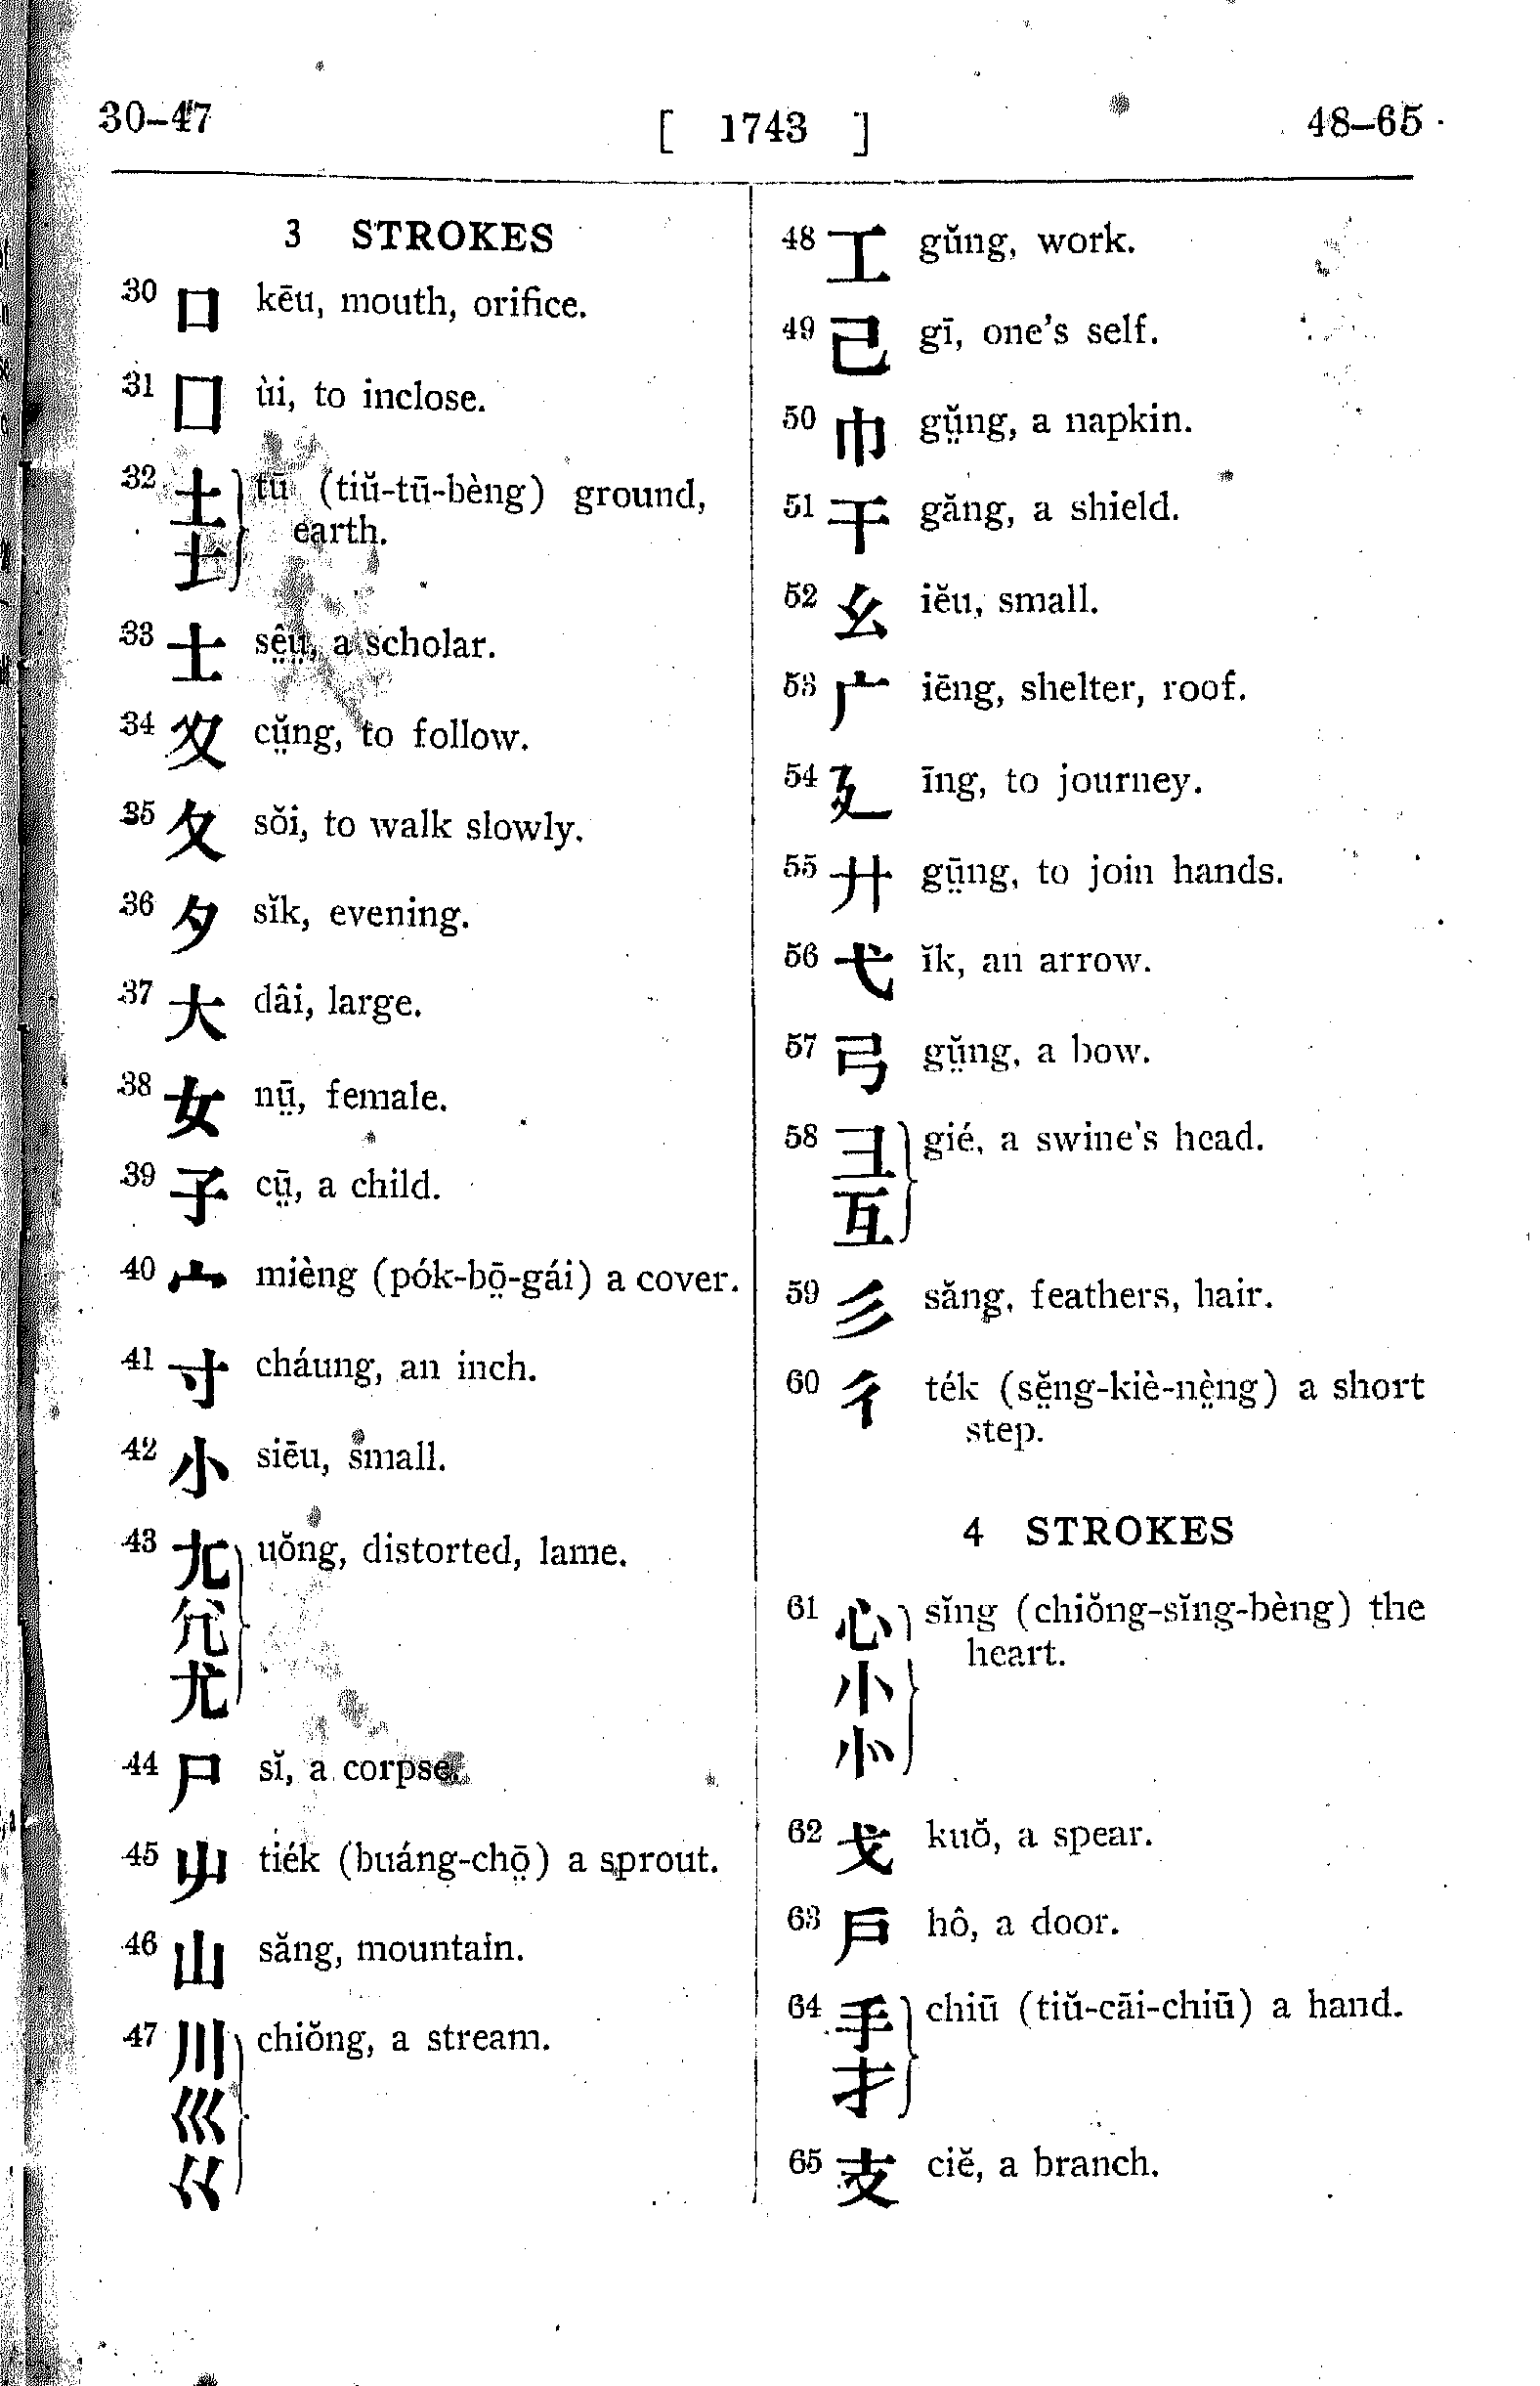 30–47
[ 1743 ]
48–65
3 STROKES
30 口 kēu, mouth, orifice.
31 囗 ùi, to inclose.
32 土 tū (tiŭ-tū-bèng) ground,
earth.
33 士 sê̤ṳ, a scholar.
34 夂 cṳ̆ng, to follow.
35 夊 sŏi, to walk slowly.
36 夕 sĭk, evening.
37 大 dâi, large.
38 女 nṳ̄, female.
39 子 cṳ̄, a child.
40 宀 mièng (pók-bō̤-gái) a cover.
41 寸 cháung, an inch.
42 小 siēu, small.
43 尢 uŏng, distorted, lame.
尣
尤
44 尸 sĭ, a corpse.
45 屮 tiék (buáng-chō̤) a sprout.
46 山 săng, mountain.
47 川 chiŏng, a stream.
巛
巜
48 工 gŭng, work.
49 己 gī, one's self.
50 巾 gṳ̆ng, a napkin.
51 干 găng, a shield.
52 幺 iĕu, small.
53 广 iēng, shelter, roof.
54 廴 īng, to journey.
55 廾 gṳ̄ng, to join hands.
56 弋 ĭk, an arrow.
57 弓 gṳ̆ng, a bow.
58 彐 gié, a swine's head.
互
59 彡 săng, feathers, hair.
60 彳 ték (sĕ̤ng-kiè-nè̤ng) a short
step.
4 STROKES
61 心 sĭng (chiŏng-sĭng-bèng) the
heart.
忄
㣺
62 戈 kuŏ, a spear.
63 戶 hô, a door.
64 手 chiū (tiŭ-cāi-chiū) a hand.
才
65 支 ciĕ, a branch.